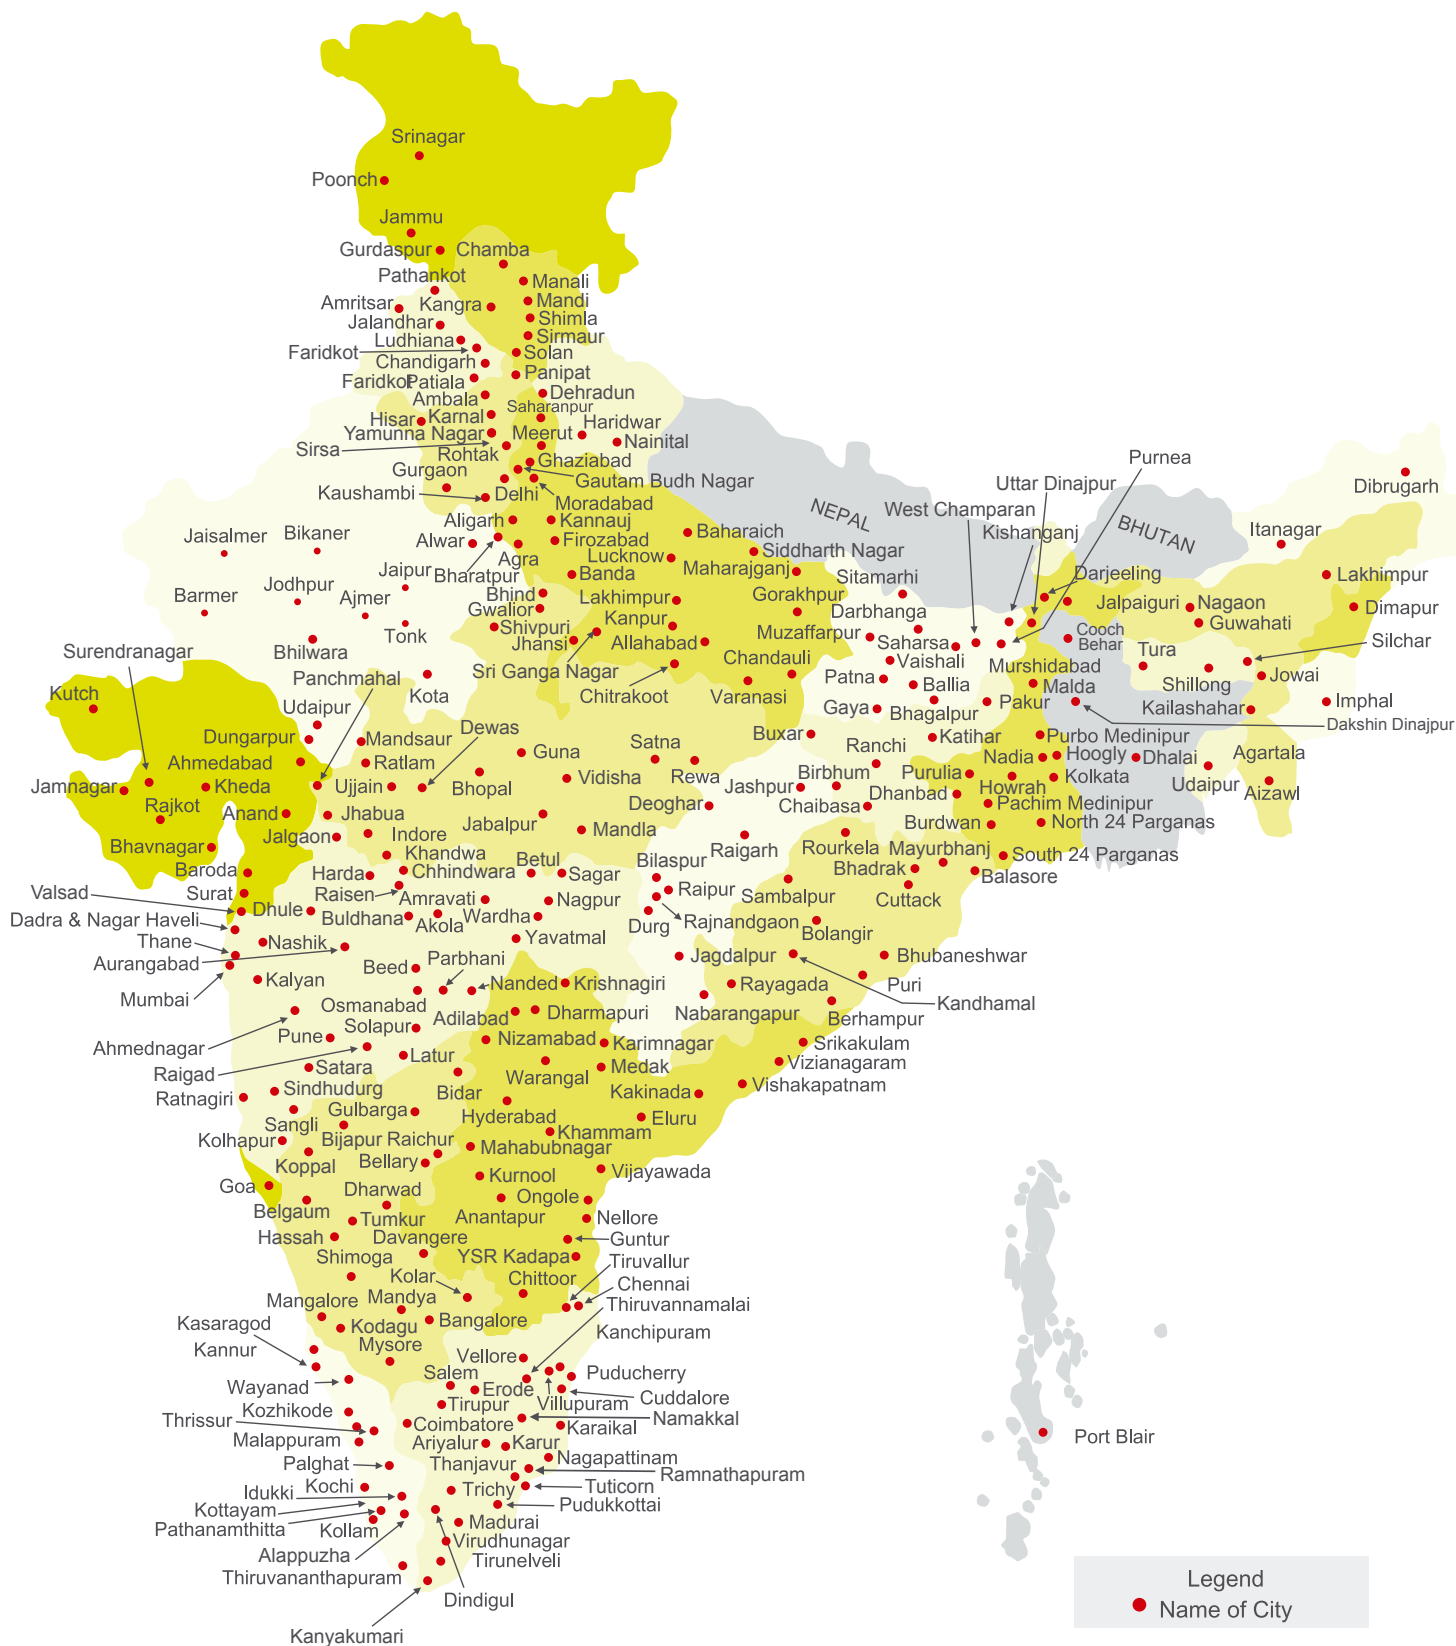 Srinagar
Poonch
Jammu
Gurdaspur
Chamba
Pathankot
Manali
Amritsar
Kangra
Mandi
Jalandhar
Shimla
Ludhiana
Sirmaur
Faridkot
Solan
Chandigarh
Faridkot
Patiala
Panipat
Ambala
Dehradun
Saharanpur
Hisar
Karnal
Haridwar
Yamunna Nagar
Meerut
Nainital
Sirsa
Rohtak
Ghaziabad
Purnea
Gurgaon
Gautam Budh Nagar
Uttar Dinajpur
Dibrugarh
Kaushambi
Delhi
Moradabad
NEPAL
West Champaran
BHUTAN
Aligarh
Kannauj
Baharaich
Kishanganj
Itanagar
Jaisalmer
Bikaner
Alwar
Agra
Firozabad
Siddharth Nagar
Lucknow
Bharatpur
Maharajganj
Sitamarhi
Darjeeling
Lakhimpur
Jaipur
Banda
Jodhpur
Bhind
Lakhimpur
Gorakhpur
Jalpaiguri
Nagaon
Dimapur
Barmer
Ajmer
Gwalior
Darbhanga
Guwahati
Tonk
Shivpuri
Kanpur
Muzaffarpur
Cooch
Behar
Silchar
Bhilwara
Jhansi
Allahabad
Saharsa
Surendranagar
Vaishali
Tura
Panchmahal
Sri Ganga Nagar
Chandauli
Murshidabad
Shillong
Jowai
Kutch
Kota
Chitrakoot
Varanasi
Patna
Ballia
Malda
Udaipur
Gaya
Bhagalpur
Pakur
Kailashahar
Imphal
Dakshin Dinajpur
Dewas
Dungarpur
Mandsaur
Buxar
Katihar
Purbo Medinipur
Ahmedabad
Ratlam
Guna
Satna
Ranchi
Nadia
Hoogly
Dhalai
Agartala
Jamnagar
Kheda
Ujjain
Bhopal
Vidisha
Rewa
Jashpur
Birbhum
Purulia
Howrah
Kolkata
Udaipur
Aizawl
Rajkot
Anand
Jhabua
Deoghar
Chaibasa
Dhanbad
Pachim Medinipur
Jalgaon
Indore
Jabalpur
Mandla
Burdwan
North 24 Parganas
Bhavnagar
Khandwa
Raigarh
Rourkela
Mayurbhanj
South 24 Parganas
Baroda
Harda
Chhindwara
Betul
Sagar
Bilaspur
Bhadrak
Balasore
Valsad
Surat
Raisen
Amravati
Nagpur
Raipur
Sambalpur
Cuttack
Dadra & Nagar Haveli
Dhule
Buldhana
Akola
Wardha
Durg
Rajnandgaon
Bolangir
Thane
Nashik
Yavatmal
Aurangabad
Beed
Parbhani
Jagdalpur
Bhubaneshwar
Mumbai
Kalyan
Nanded
Krishnagiri
Rayagada
Puri
Osmanabad
Nabarangapur
Kandhamal
Adilabad
Dharmapuri
Berhampur
Solapur
Ahmednagar
Pune
Nizamabad
Karimnagar
Srikakulam
Raigad
Latur
Vizianagaram
Satara
Warangal
Medak
Ratnagiri
Sindhudurg
Bidar
Kakinada
Vishakapatnam
Gulbarga
Hyderabad
Eluru
Sangli
Kolhapur
Bijapur
Raichur
Khammam
Koppal
Bellary
Mahabubnagar
Goa
Kurnool
Vijayawada
Dharwad
Belgaum
Ongole
Tumkur
Anantapur
Nellore
Hassah
Davangere
Guntur
Shimoga
YSR Kadapa
Tiruvallur
Kolar
Chittoor
Chennai
Mangalore
Mandya
Thiruvannamalai
Kasaragod
Kodagu
Bangalore
Kanchipuram
Kannur
Mysore
Vellore
Puducherry
Wayanad
Salem
Erode
Villupuram
Cuddalore
Kozhikode
Tirupur
Namakkal
Thrissur
Coimbatore
Karaikal
Malappuram
Ariyalur
Karur
Port Blair
Palghat
Thanjavur
Nagapattinam
Ramnathapuram
Idukki
Kochi
Trichy
Tuticorn
Kottayam
Pudukkottai
Pathanamthitta
Kollam
Madurai
Alappuzha
Virudhunagar
Thiruvananthapuram
Tirunelveli
Dindigul
Kanyakumari
Legend
Name of City